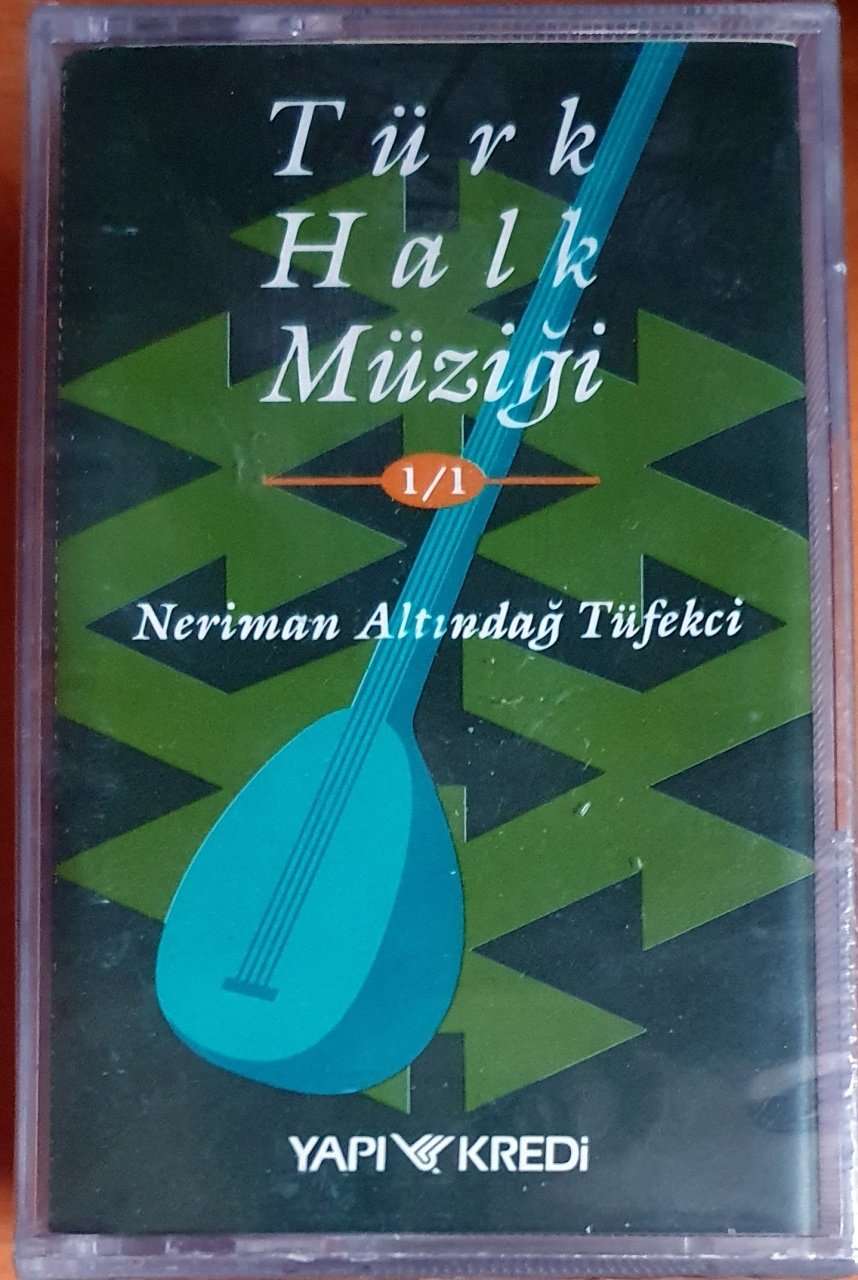 Türk
Halk
Müziği
1/1
Neriman Altındağ Tüfekci
YAPI KREDi